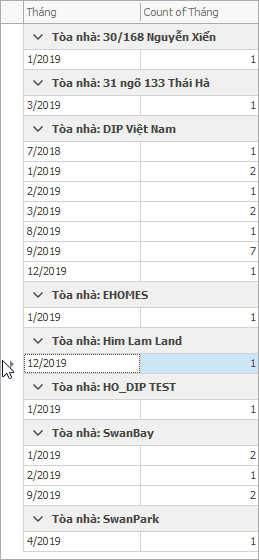 Tháng Count of Tháng
Tòa nhà: 30/168 Nguyễn Xiển
1/2019 1
Tòa nhà: 31 ngõ 133 Thái Hà
3/2019 1
Tòa nhà: DIP Việt Nam
7/2018 1
1/2019 2
2/2019 1
3/2019 2
8/2019 1
9/2019 7
12/2019 1
Tòa nhà: EHOMES
1/2019 1
Tòa nhà: Him Lam Land
12/2019 1
Tòa nhà: HO_DIP TEST
1/2019 1
Tòa nhà: SwanBay
1/2019 2
2/2019 1
9/2019 2
Tòa nhà: SwanPark
4/2019 1